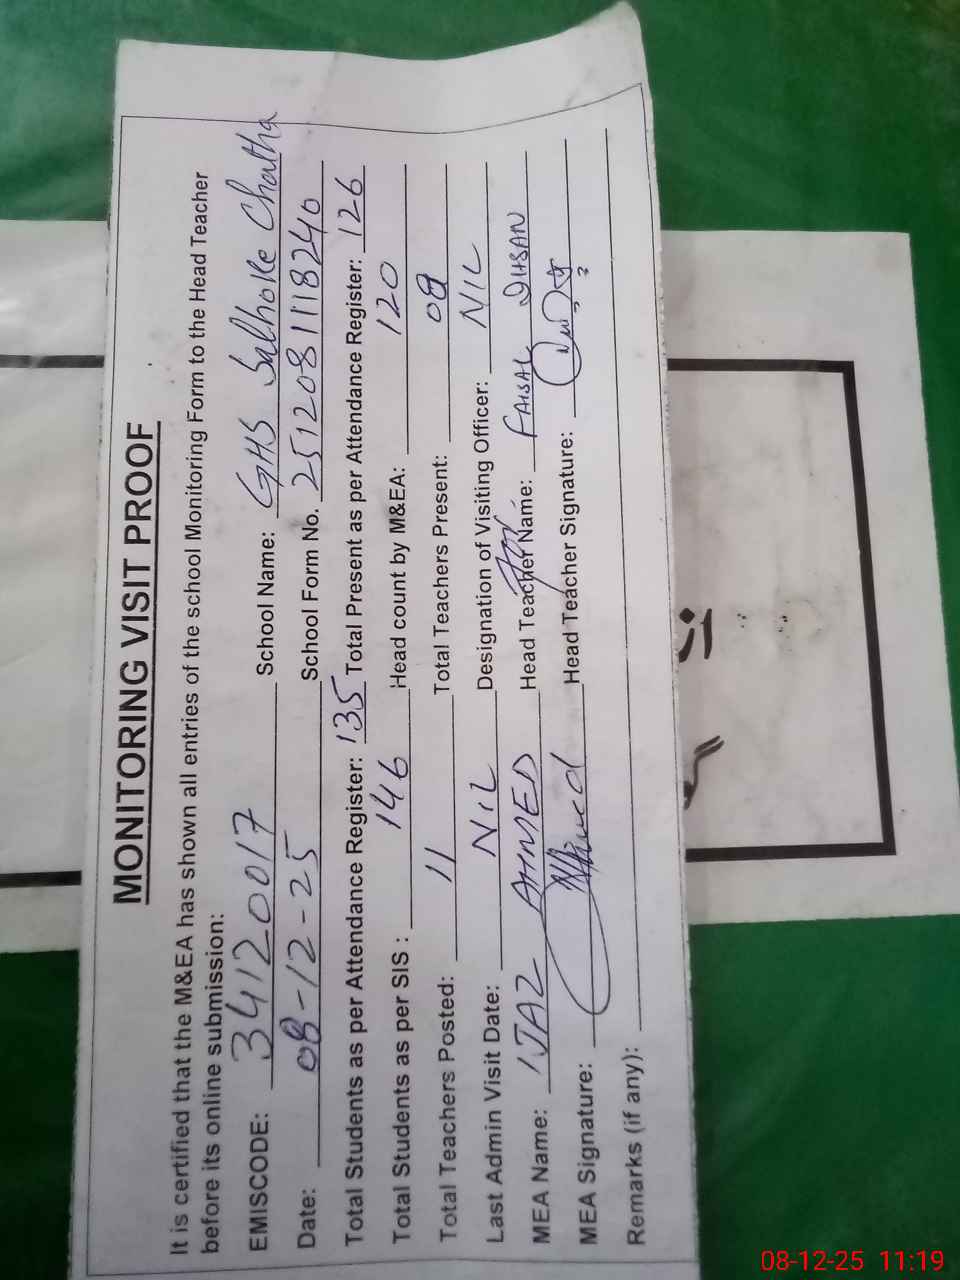 MONITORING VISIT PROOF
It is certified that the M&EA has shown all entries of the school Monitoring Form to the Head Teacher
before its online submission:
EMISCODE: 34120017 School Name: GHS Salhoke Chatha
Date: 08-12-25 School Form No. 2512081118240
Total Students as per Attendance Register: 135 Total Present as per Attendance Register: 126
Total Students as per SIS : 146 Head count by M&EA: 120
Total Teachers Posted: 11 Total Teachers Present: 08
Last Admin Visit Date: NIL Designation of Visiting Officer: NIL
MEA Name: IJAZ AHMED Head Teacher Name: FAISAL IHSAN
MEA Signature: Head Teacher Signature:
Remarks (if any):
08-12-25 11:19